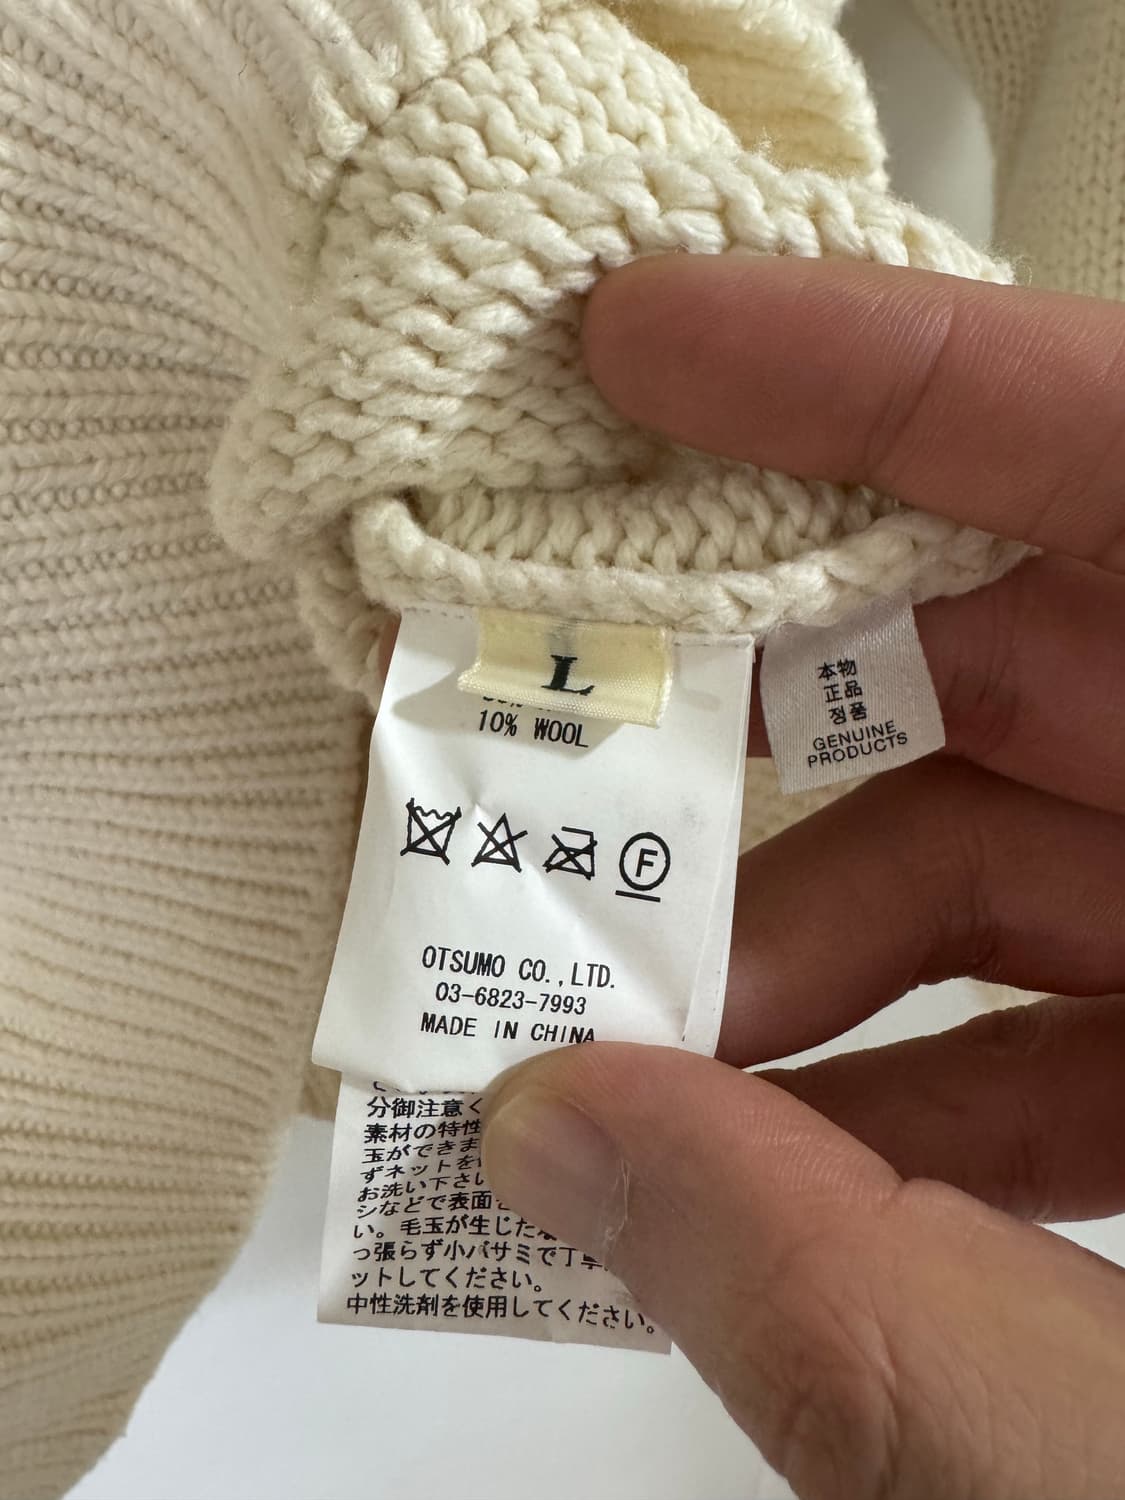 L
10% WOOL
F
OTSUMO CO.,LTD.
03-6823-7993
MADE IN CHINA
本物
正品
정품
GENUINE
PRODUCTS
分御注意く
素材の特性
玉ができま
ずネットを
お洗い下さい
シなどで表面を
い。毛玉が生じた
っ張らず小バサミで丁寧
ットしてください。
中性洗剤を使用してください。